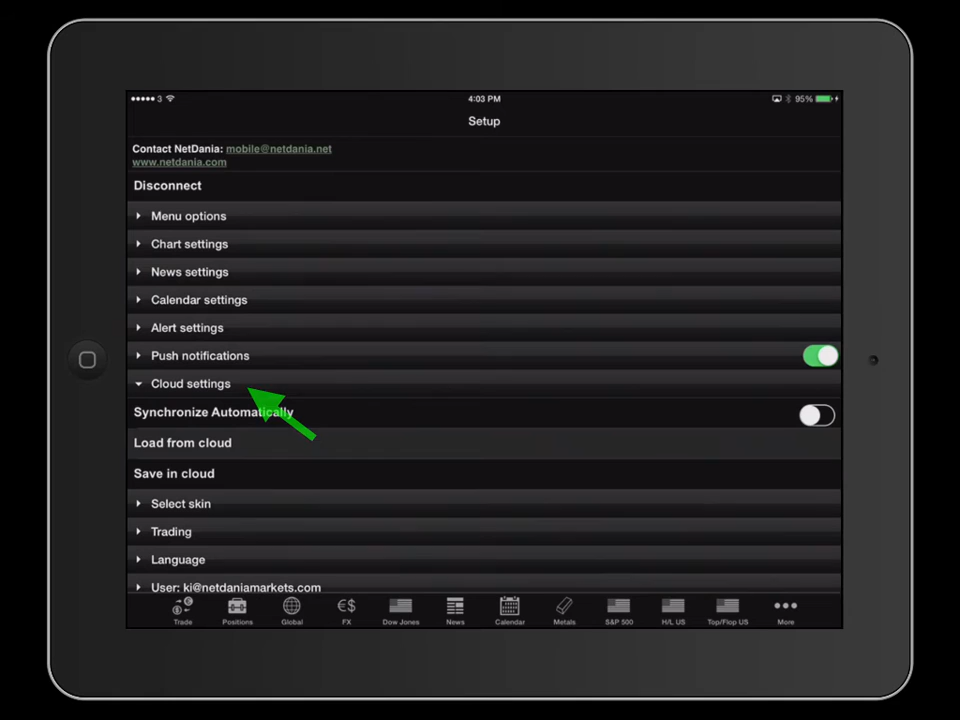 3 4:03 PM 95%
Setup
Contact NetDania: mobile@netdania.net
www.netdania.com
Disconnect
Menu options
Chart settings
News settings
Calendar settings
Alert settings
Push notifications
Cloud settings
Synchronize Automatically
Load from cloud
Save in cloud
Select skin
Trading
Language
User: ki@netdaniamarkets.com
€$
Trade Positions Global FX Dow Jones News Calendar Metals S&P 500 H/L US Top/Flop US More